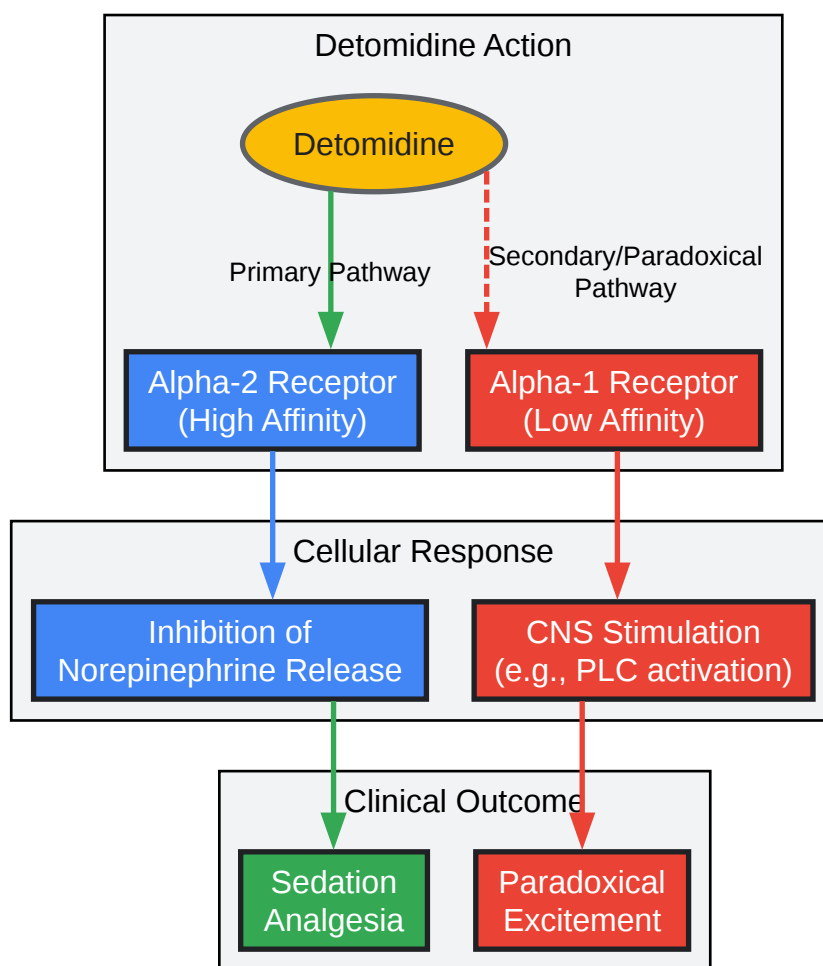 Detomidine Action
Detomidine
Primary Pathway
Secondary/Paradoxical
Pathway
Alpha-2 Receptor
(High Affinity)
Alpha-1 Receptor
(Low Affinity)
Cellular Response
Inhibition of
Norepinephrine Release
CNS Stimulation
(e.g., PLC activation)
Clinical Outcome
Sedation
Analgesia
Paradoxical
Excitement